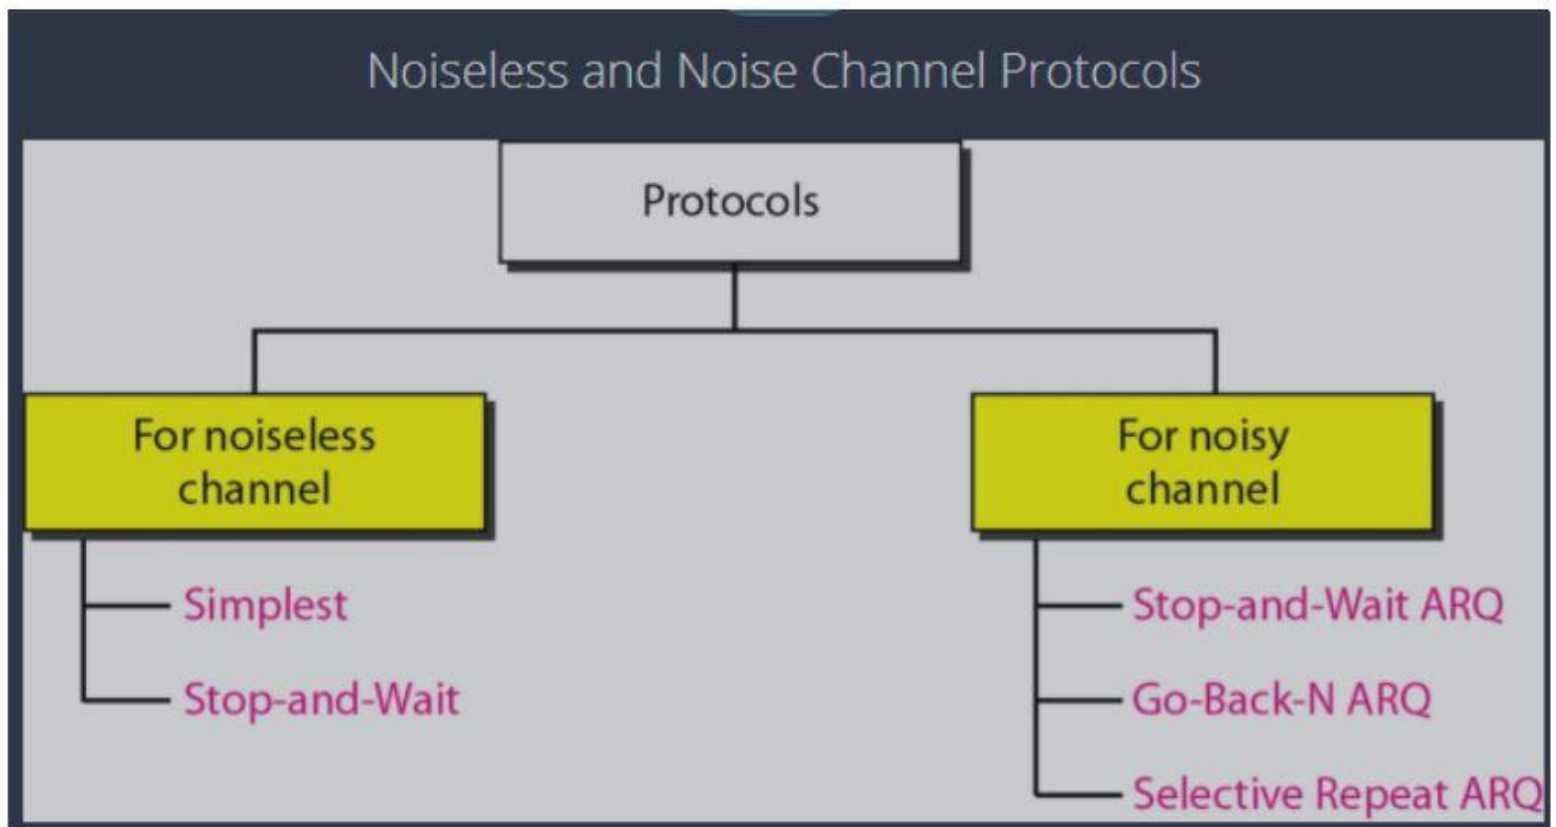 Noiseless and Noise Channel Protocols
Protocols
For noiseless
channel
Simplest
Stop-and-Wait
For noisy
channel
Stop-and-Wait ARQ
Go-Back-N ARQ
Selective Repeat ARQ